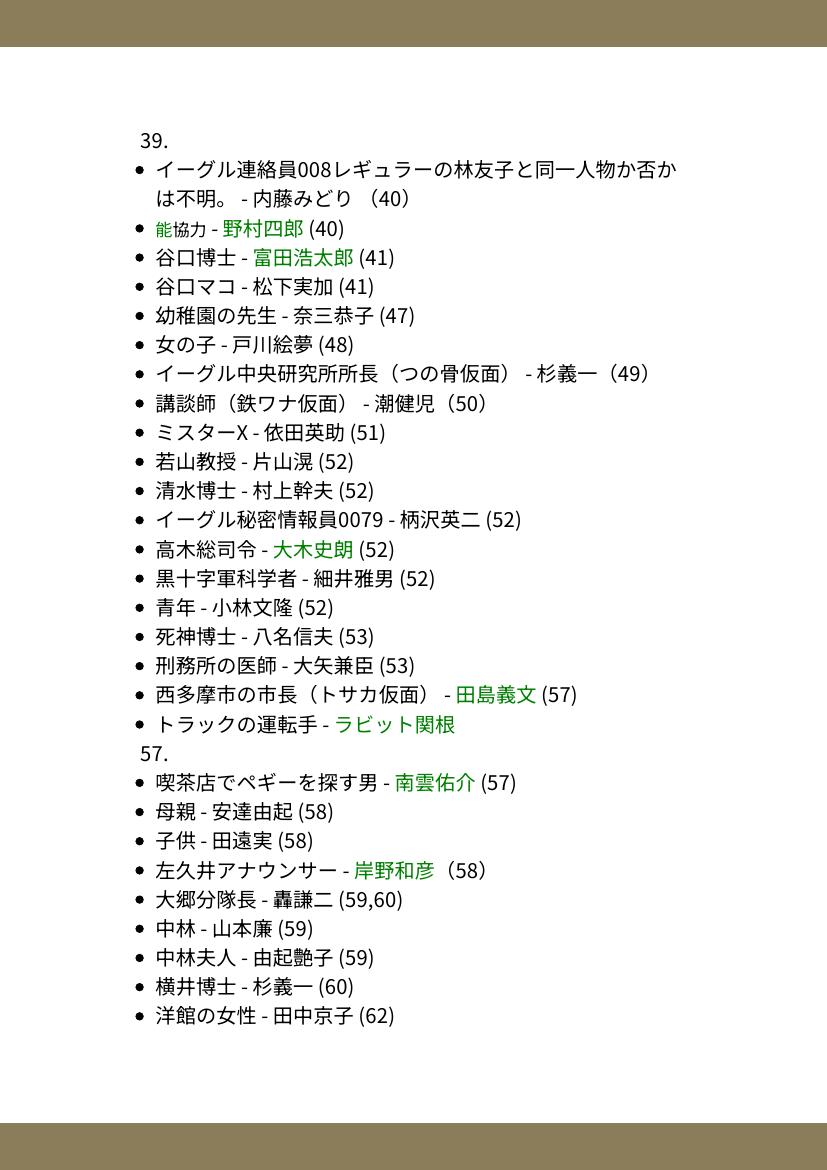 39.
● イーグル連絡員008レギュラーの林友子と同一人物か否か
は不明。 - 内藤みどり （40）
● 能協力 - 野村四郎 (40)
● 谷口博士 - 富田浩太郎 (41)
● 谷口マコ - 松下実加 (41)
● 幼稚園の先生 - 奈三恭子 (47)
● 女の子 - 戸川絵夢 (48)
● イーグル中央研究所所長（つの骨仮面） - 杉義一（49）
● 講談師（鉄ワナ仮面） - 潮健児（50）
● ミスターX - 依田英助 (51)
● 若山教授 - 片山滉 (52)
● 清水博士 - 村上幹夫 (52)
● イーグル秘密情報員0079 - 柄沢英二 (52)
● 高木総司令 - 大木史朗 (52)
● 黒十字軍科学者 - 細井雅男 (52)
● 青年 - 小林文隆 (52)
● 死神博士 - 八名信夫 (53)
● 刑務所の医師 - 大矢兼臣 (53)
● 西多摩市の市長（トサカ仮面） - 田島義文 (57)
● トラックの運転手 - ラビット関根
57.
● 喫茶店でペギーを探す男 - 南雲佑介 (57)
● 母親 - 安達由起 (58)
● 子供 - 田遠実 (58)
● 左久井アナウンサー - 岸野和彦（58）
● 大郷分隊長 - 轟謙二 (59,60)
● 中林 - 山本廉 (59)
● 中林夫人 - 由起艶子 (59)
● 横井博士 - 杉義一 (60)
● 洋館の女性 - 田中京子 (62)